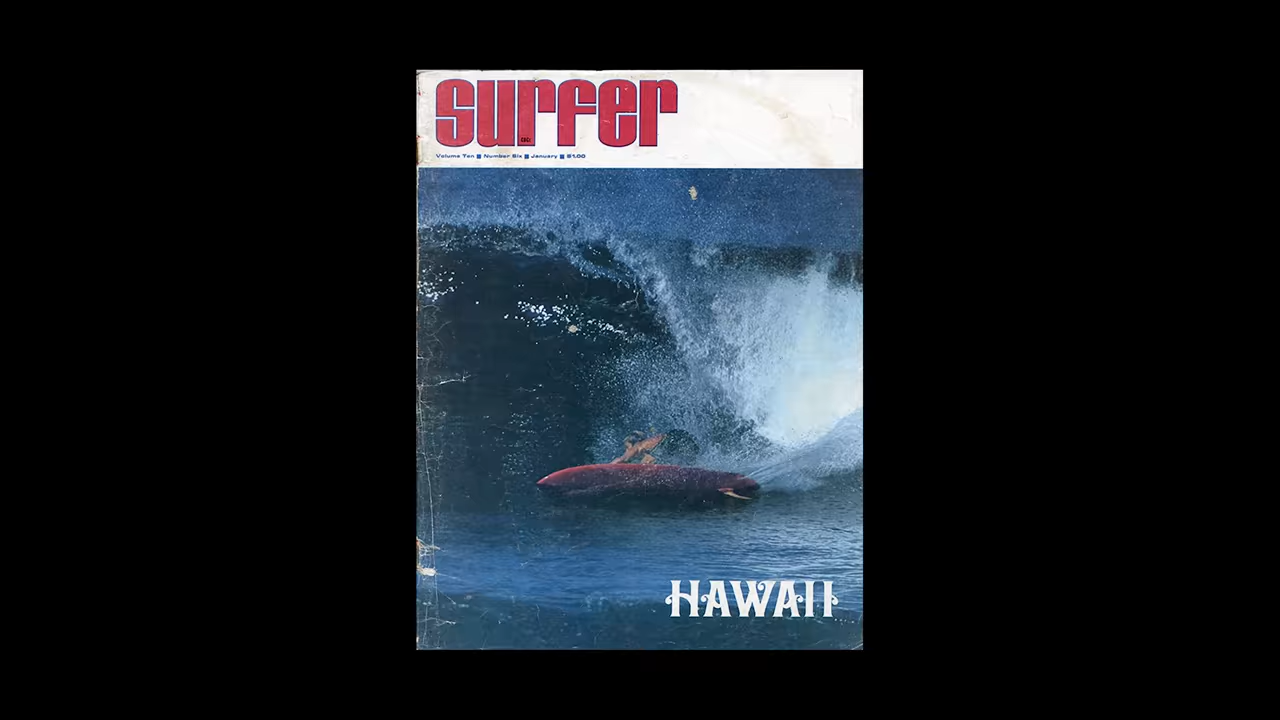 surfer
Volume Ten ■ Number Six ■ January ■ $1.00
HAWAII